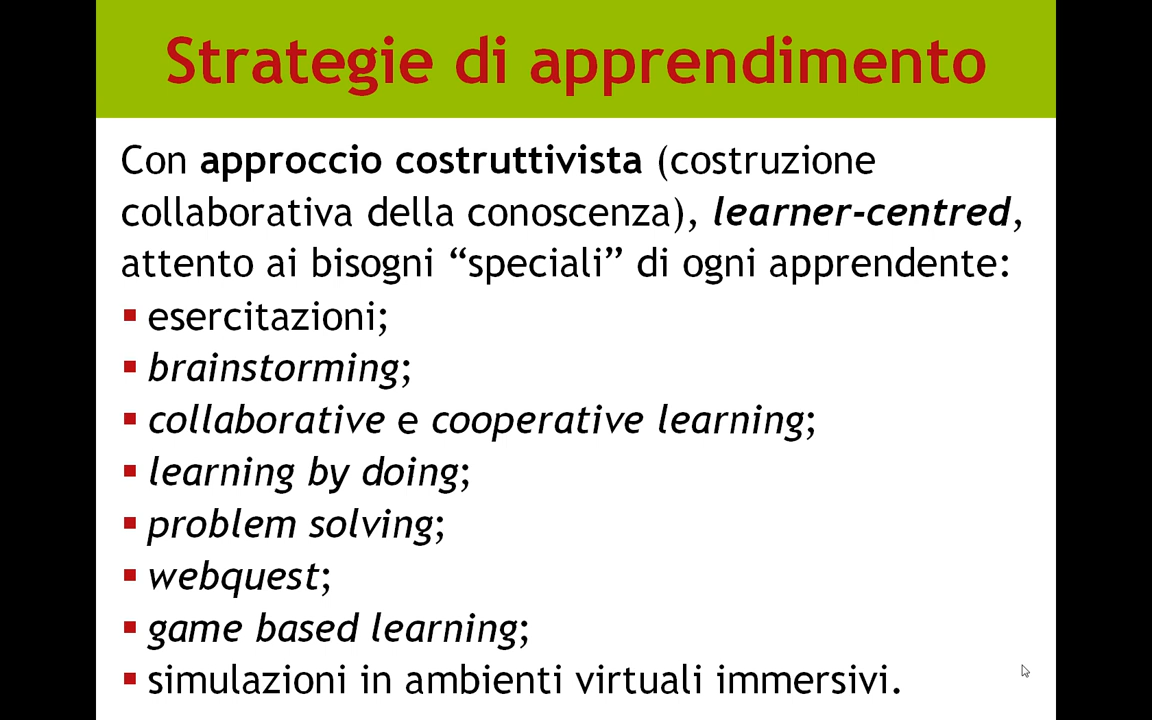 Strategie di apprendimento
Con approccio costruttivista (costruzione
collaborativa della conoscenza), learner-centred,
attento ai bisogni “speciali” di ogni apprendente:
▪ esercitazioni;
▪ brainstorming;
▪ collaborative e cooperative learning;
▪ learning by doing;
▪ problem solving;
▪ webquest;
▪ game based learning;
▪ simulazioni in ambienti virtuali immersivi.